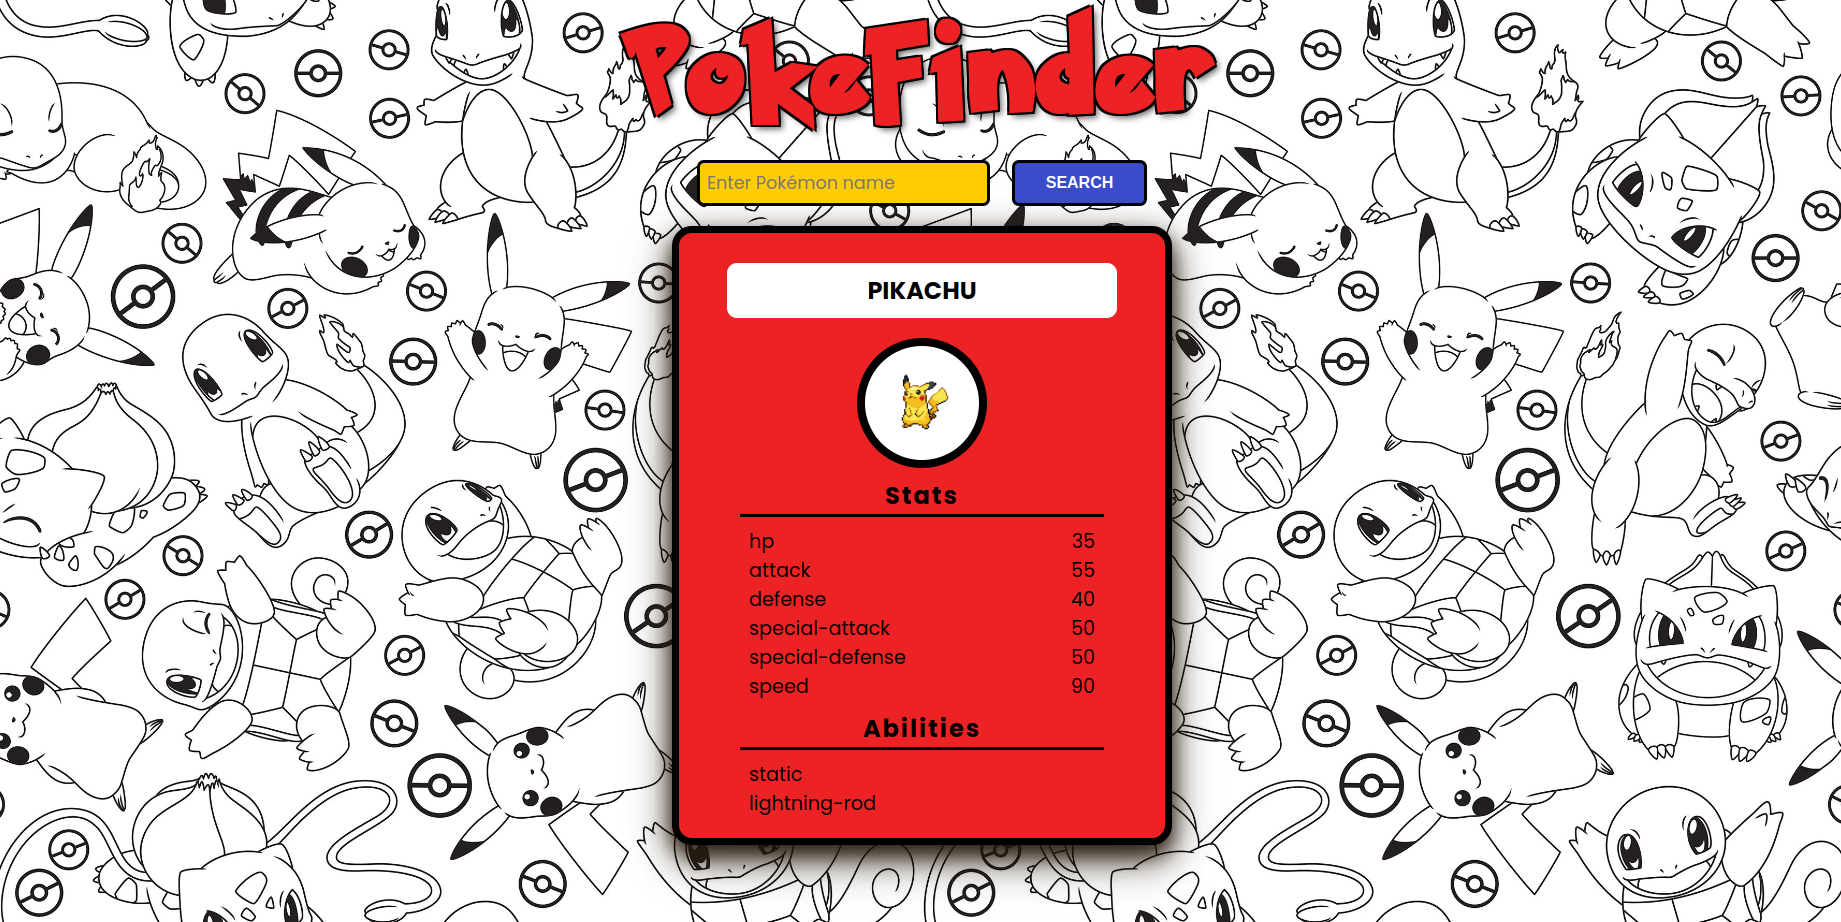 PokeFinder
Enter Pokémon name
SEARCH
PIKACHU
Stats
hp 35
attack 55
defense 40
special-attack 50
special-defense 50
speed 90
Abilities
static
lightning-rod